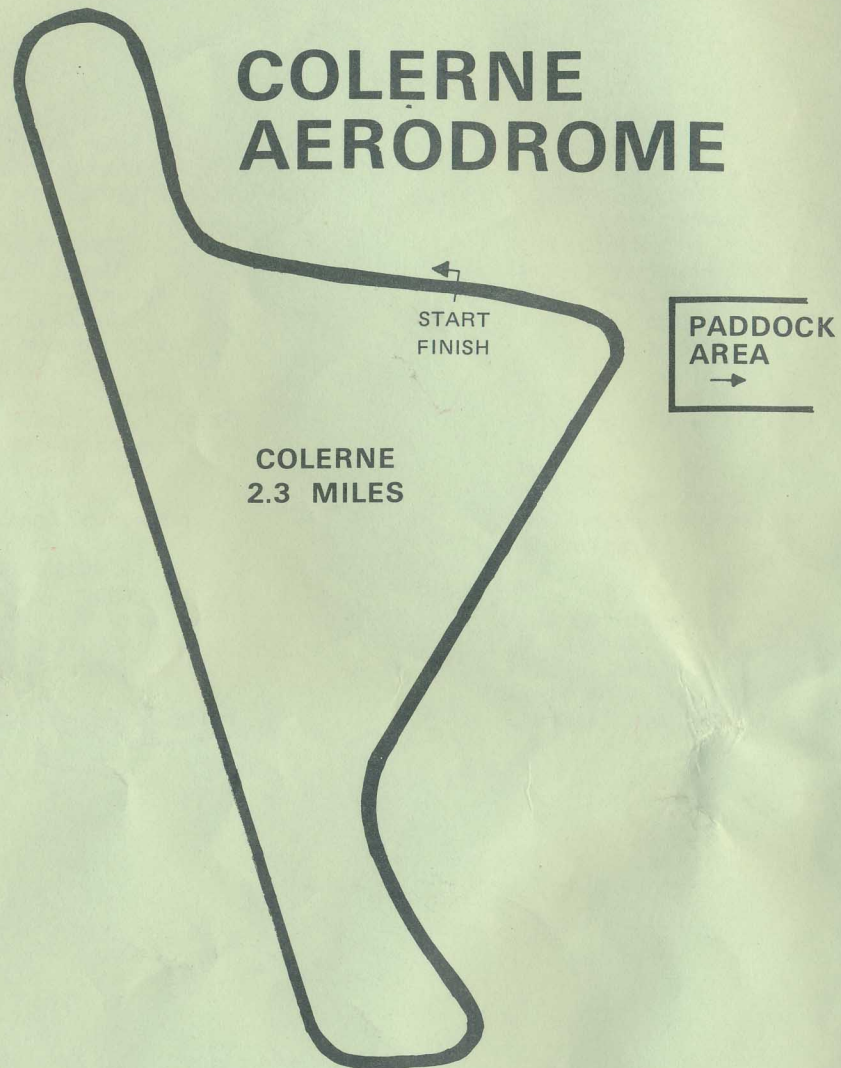 COLERNE
AERODROME
START
FINISH
PADDOCK
AREA
COLERNE
2.3 MILES